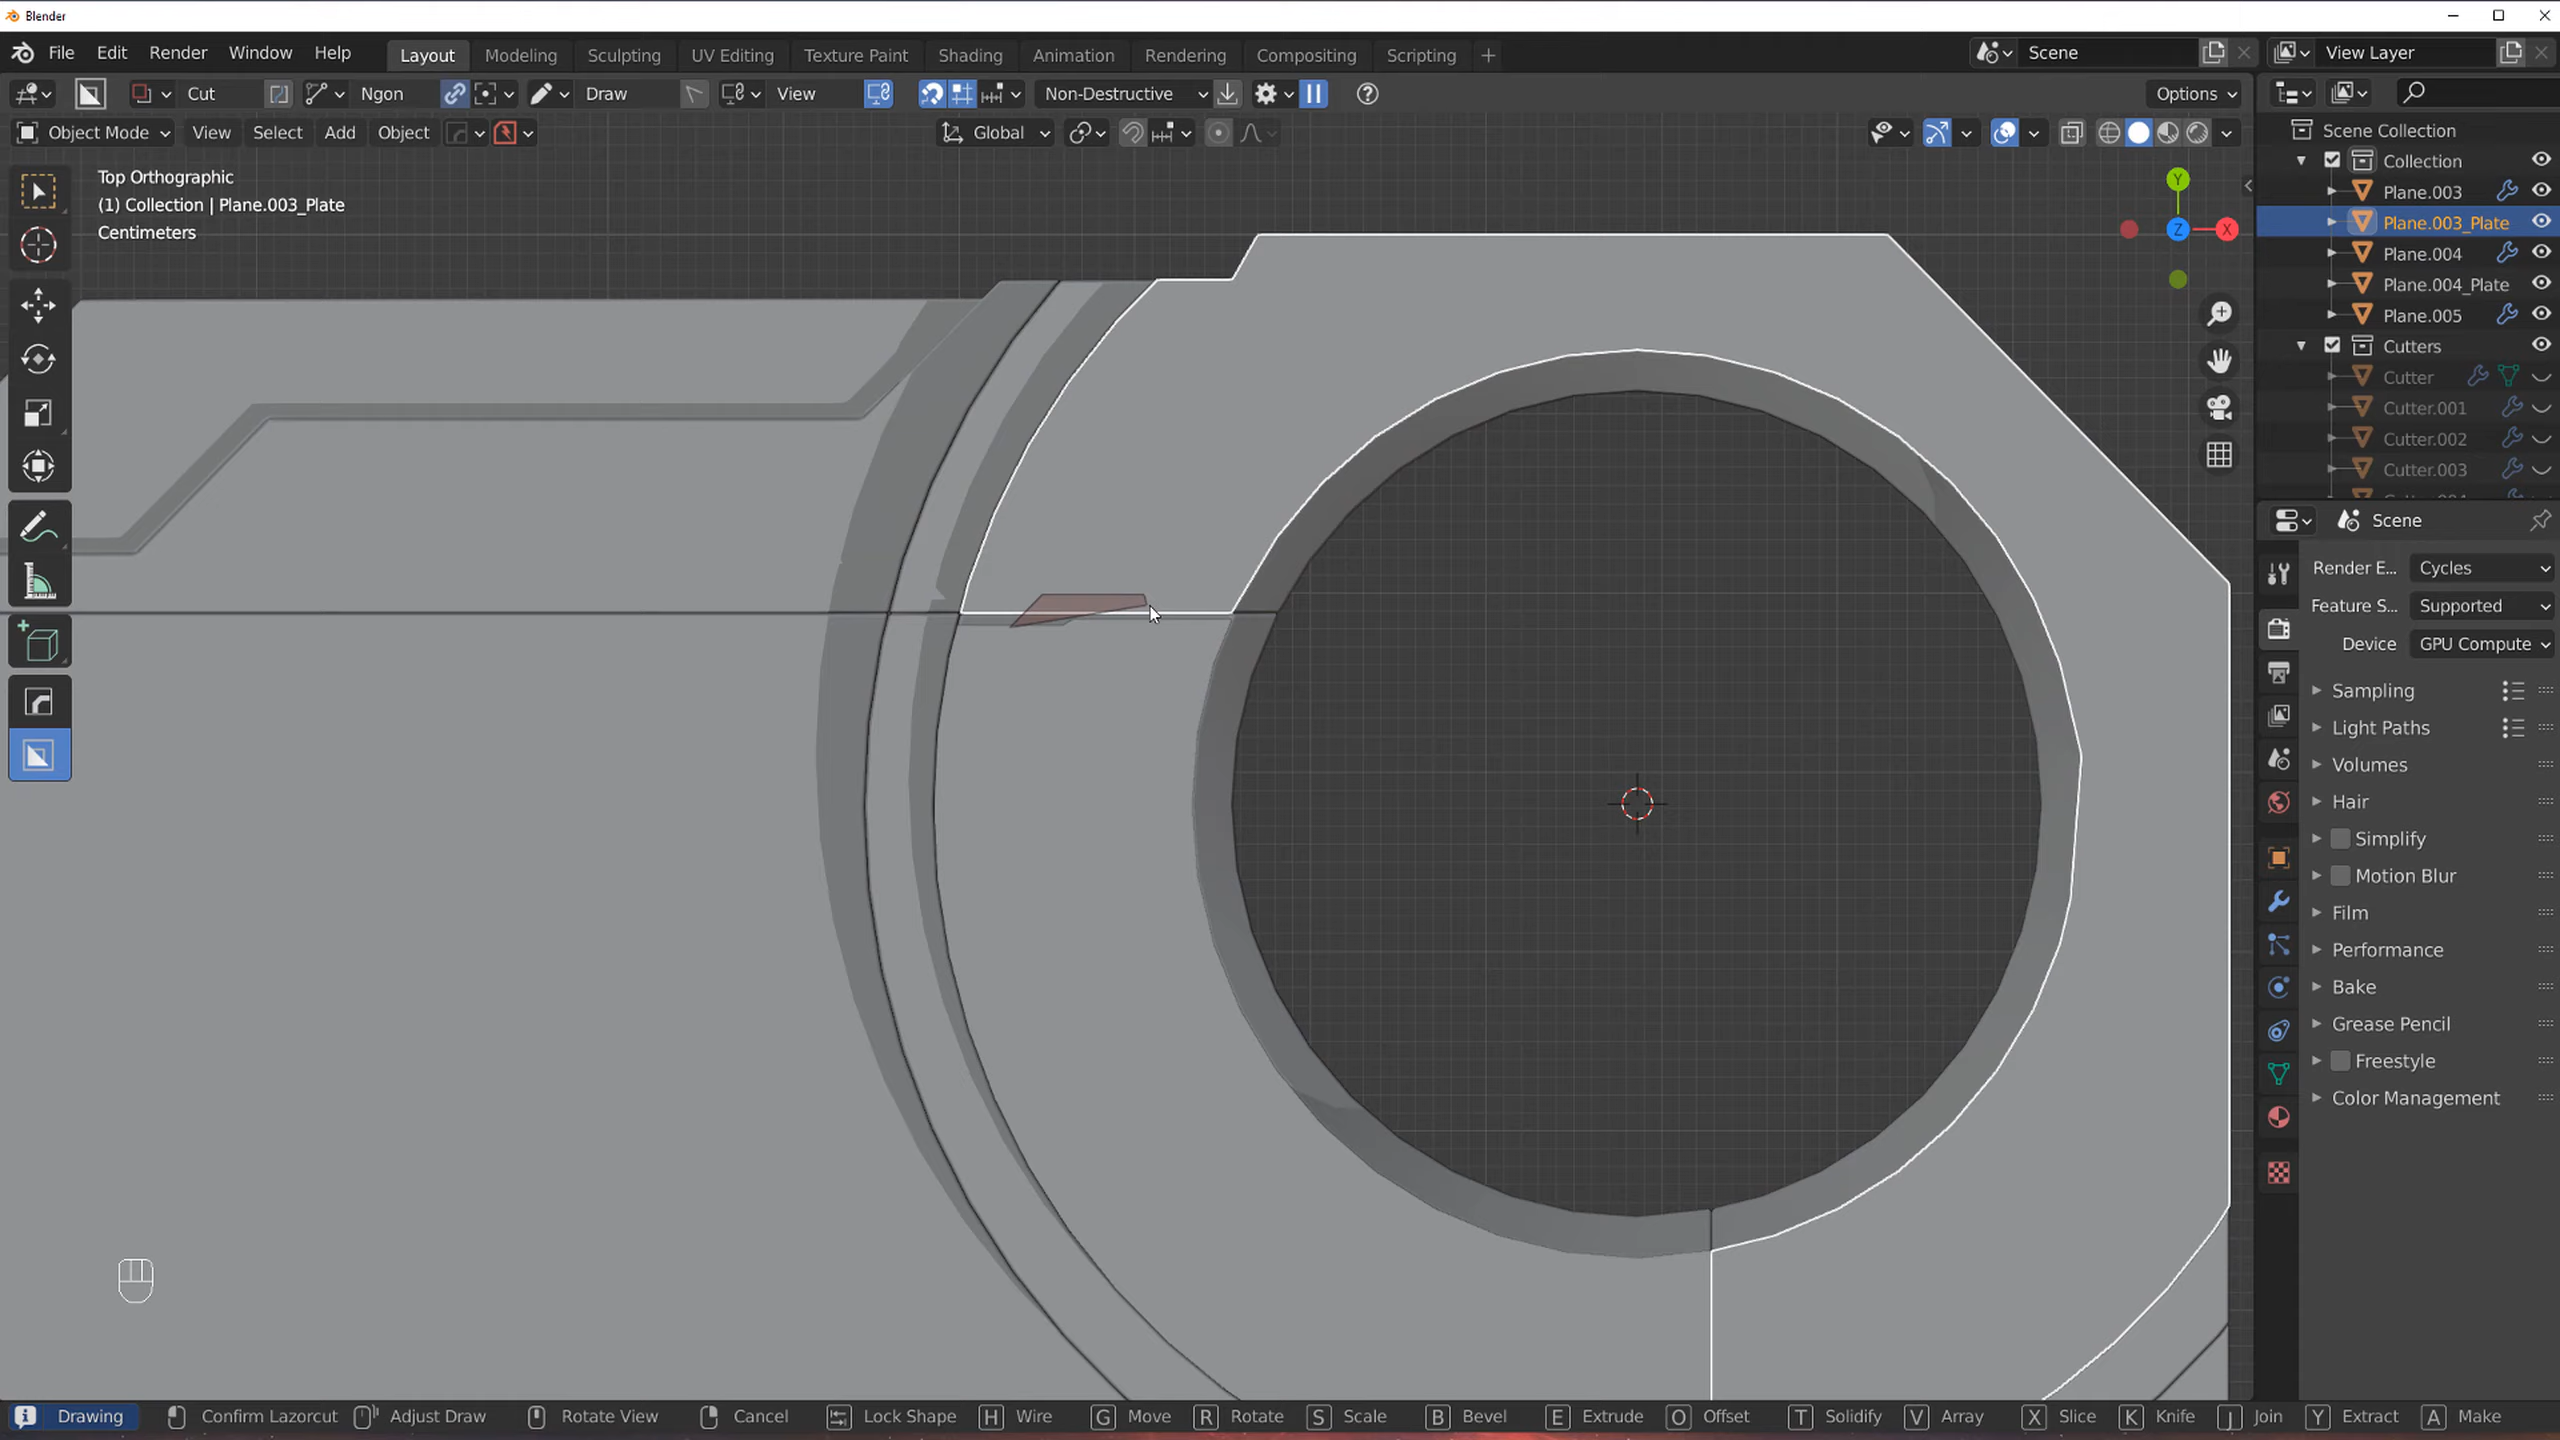 Blender
File Edit Render Window Help Layout Modeling Sculpting UV Editing Texture Paint Shading Animation Rendering Compositing Scripting + Scene View Layer
Cut Ngon Draw View Non-Destructive Options
Object Mode View Select Add Object Global
Top Orthographic
(1) Collection | Plane.003_Plate
Centimeters
Y
Z
X
Scene Collection
Collection
Plane.003
Plane.003_Plate
Plane.004
Plane.004_Plate
Plane.005
Cutters
Cutter
Cutter.001
Cutter.002
Cutter.003
Scene
Render E... Cycles
Feature S... Supported
Device GPU Compute
Sampling
Light Paths
Volumes
Hair
Simplify
Motion Blur
Film
Performance
Bake
Grease Pencil
Freestyle
Color Management
Drawing Confirm Lazorcut Adjust Draw Rotate View Cancel Lock Shape H Wire G Move R Rotate S Scale B Bevel E Extrude O Offset T Solidify V Array X Slice K Knife J Join Y Extract A Make